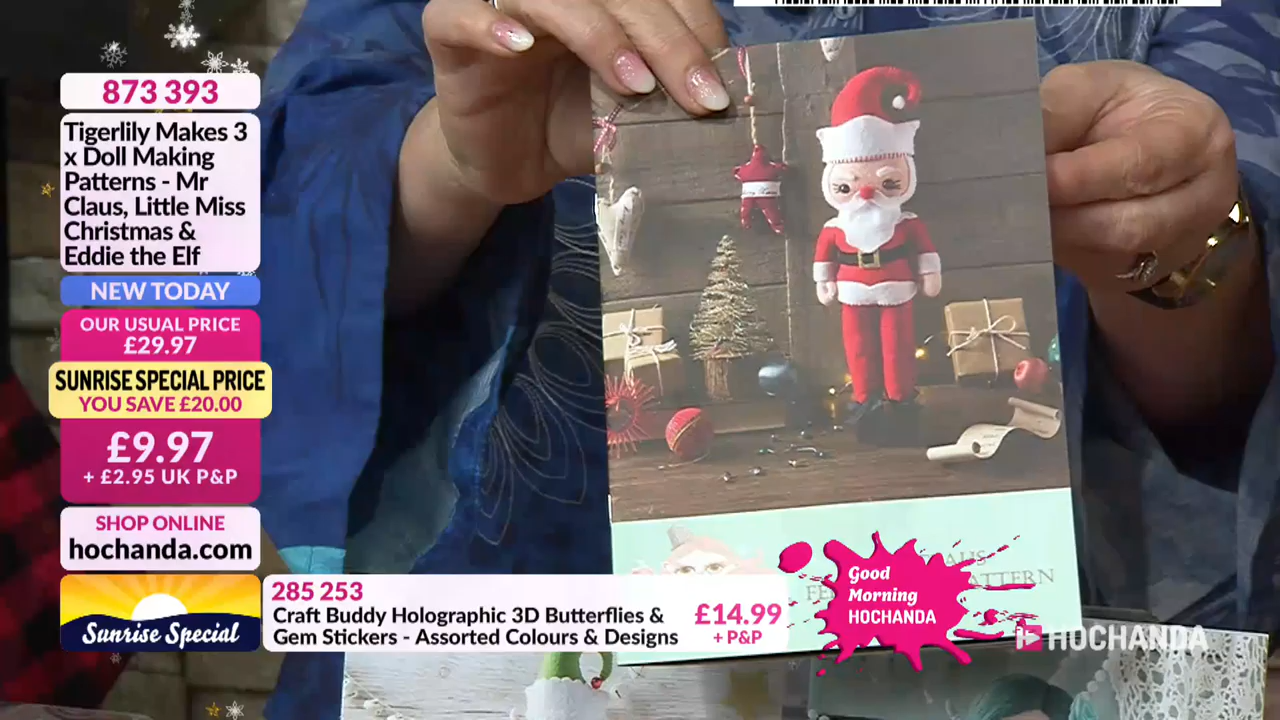 873 393
Tigerlily Makes 3
x Doll Making
Patterns - Mr
Claus, Little Miss
Christmas &
Eddie the Elf
NEW TODAY
OUR USUAL PRICE
£29.97
SUNRISE SPECIAL PRICE
YOU SAVE £20.00
£9.97
+ £2.95 UK P&P
SHOP ONLINE
hochanda.com
Sunrise Special
285 253
Craft Buddy Holographic 3D Butterflies &
Gem Stickers - Assorted Colours & Designs
£14.99
+ P&P
Good
Morning
HOCHANDA
HOCHANDA